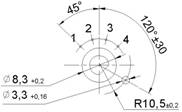 45°
120°±30
1 2 3 4
Ø 8,3 +0,2
Ø 3,3 +0,16
R10,5±0,2